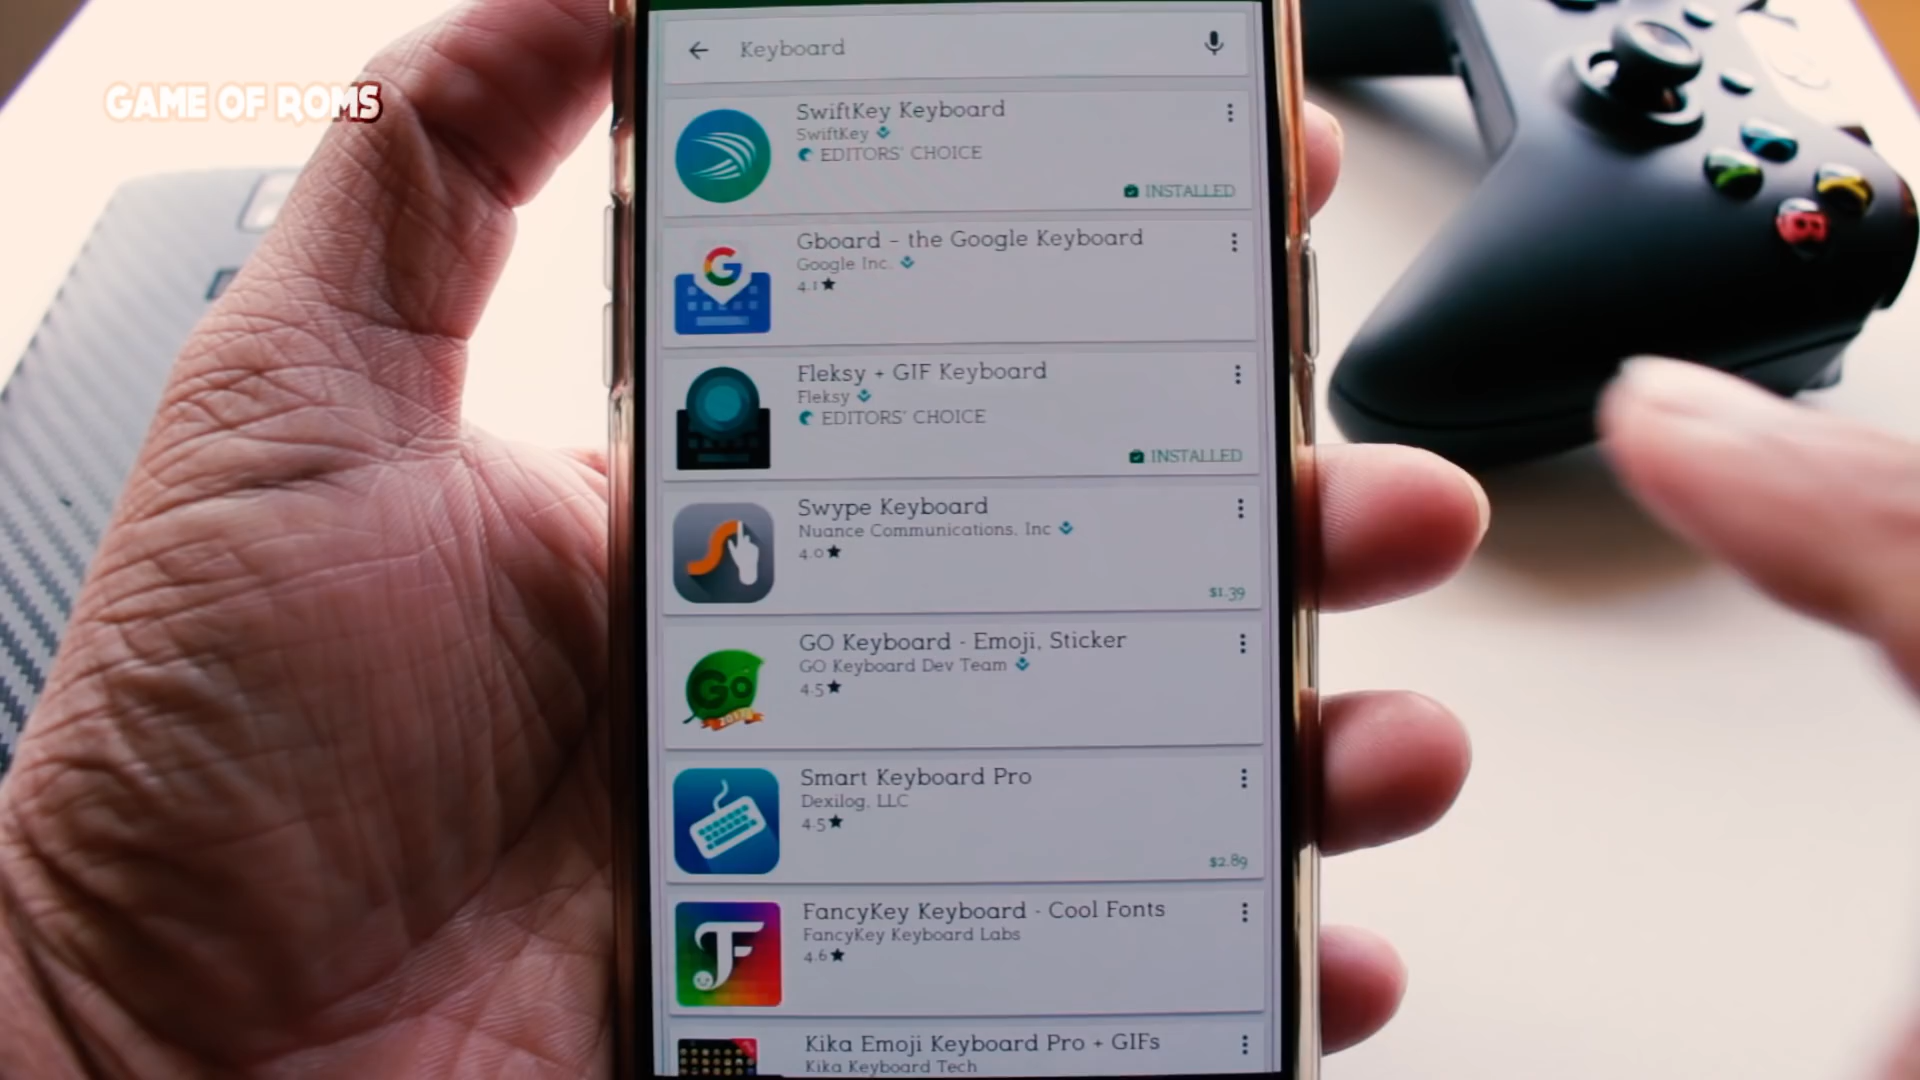 GAME OF ROMS
Keyboard
SwiftKey Keyboard
SwiftKey
EDITORS' CHOICE
INSTALLED
Gboard – the Google Keyboard
Google Inc.
4.1★
Fleksy + GIF Keyboard
Fleksy
EDITORS' CHOICE
INSTALLED
Swype Keyboard
Nuance Communications, Inc
4.0★
$1.39
GO Keyboard - Emoji, Sticker
GO Keyboard Dev Team
4.5★
GO
2017
Smart Keyboard Pro
Dexilog, LLC
4.5★
$2.89
FancyKey Keyboard - Cool Fonts
FancyKey Keyboard Labs
4.6★
Kika Emoji Keyboard Pro + GIFs
Kika Keyboard Tech